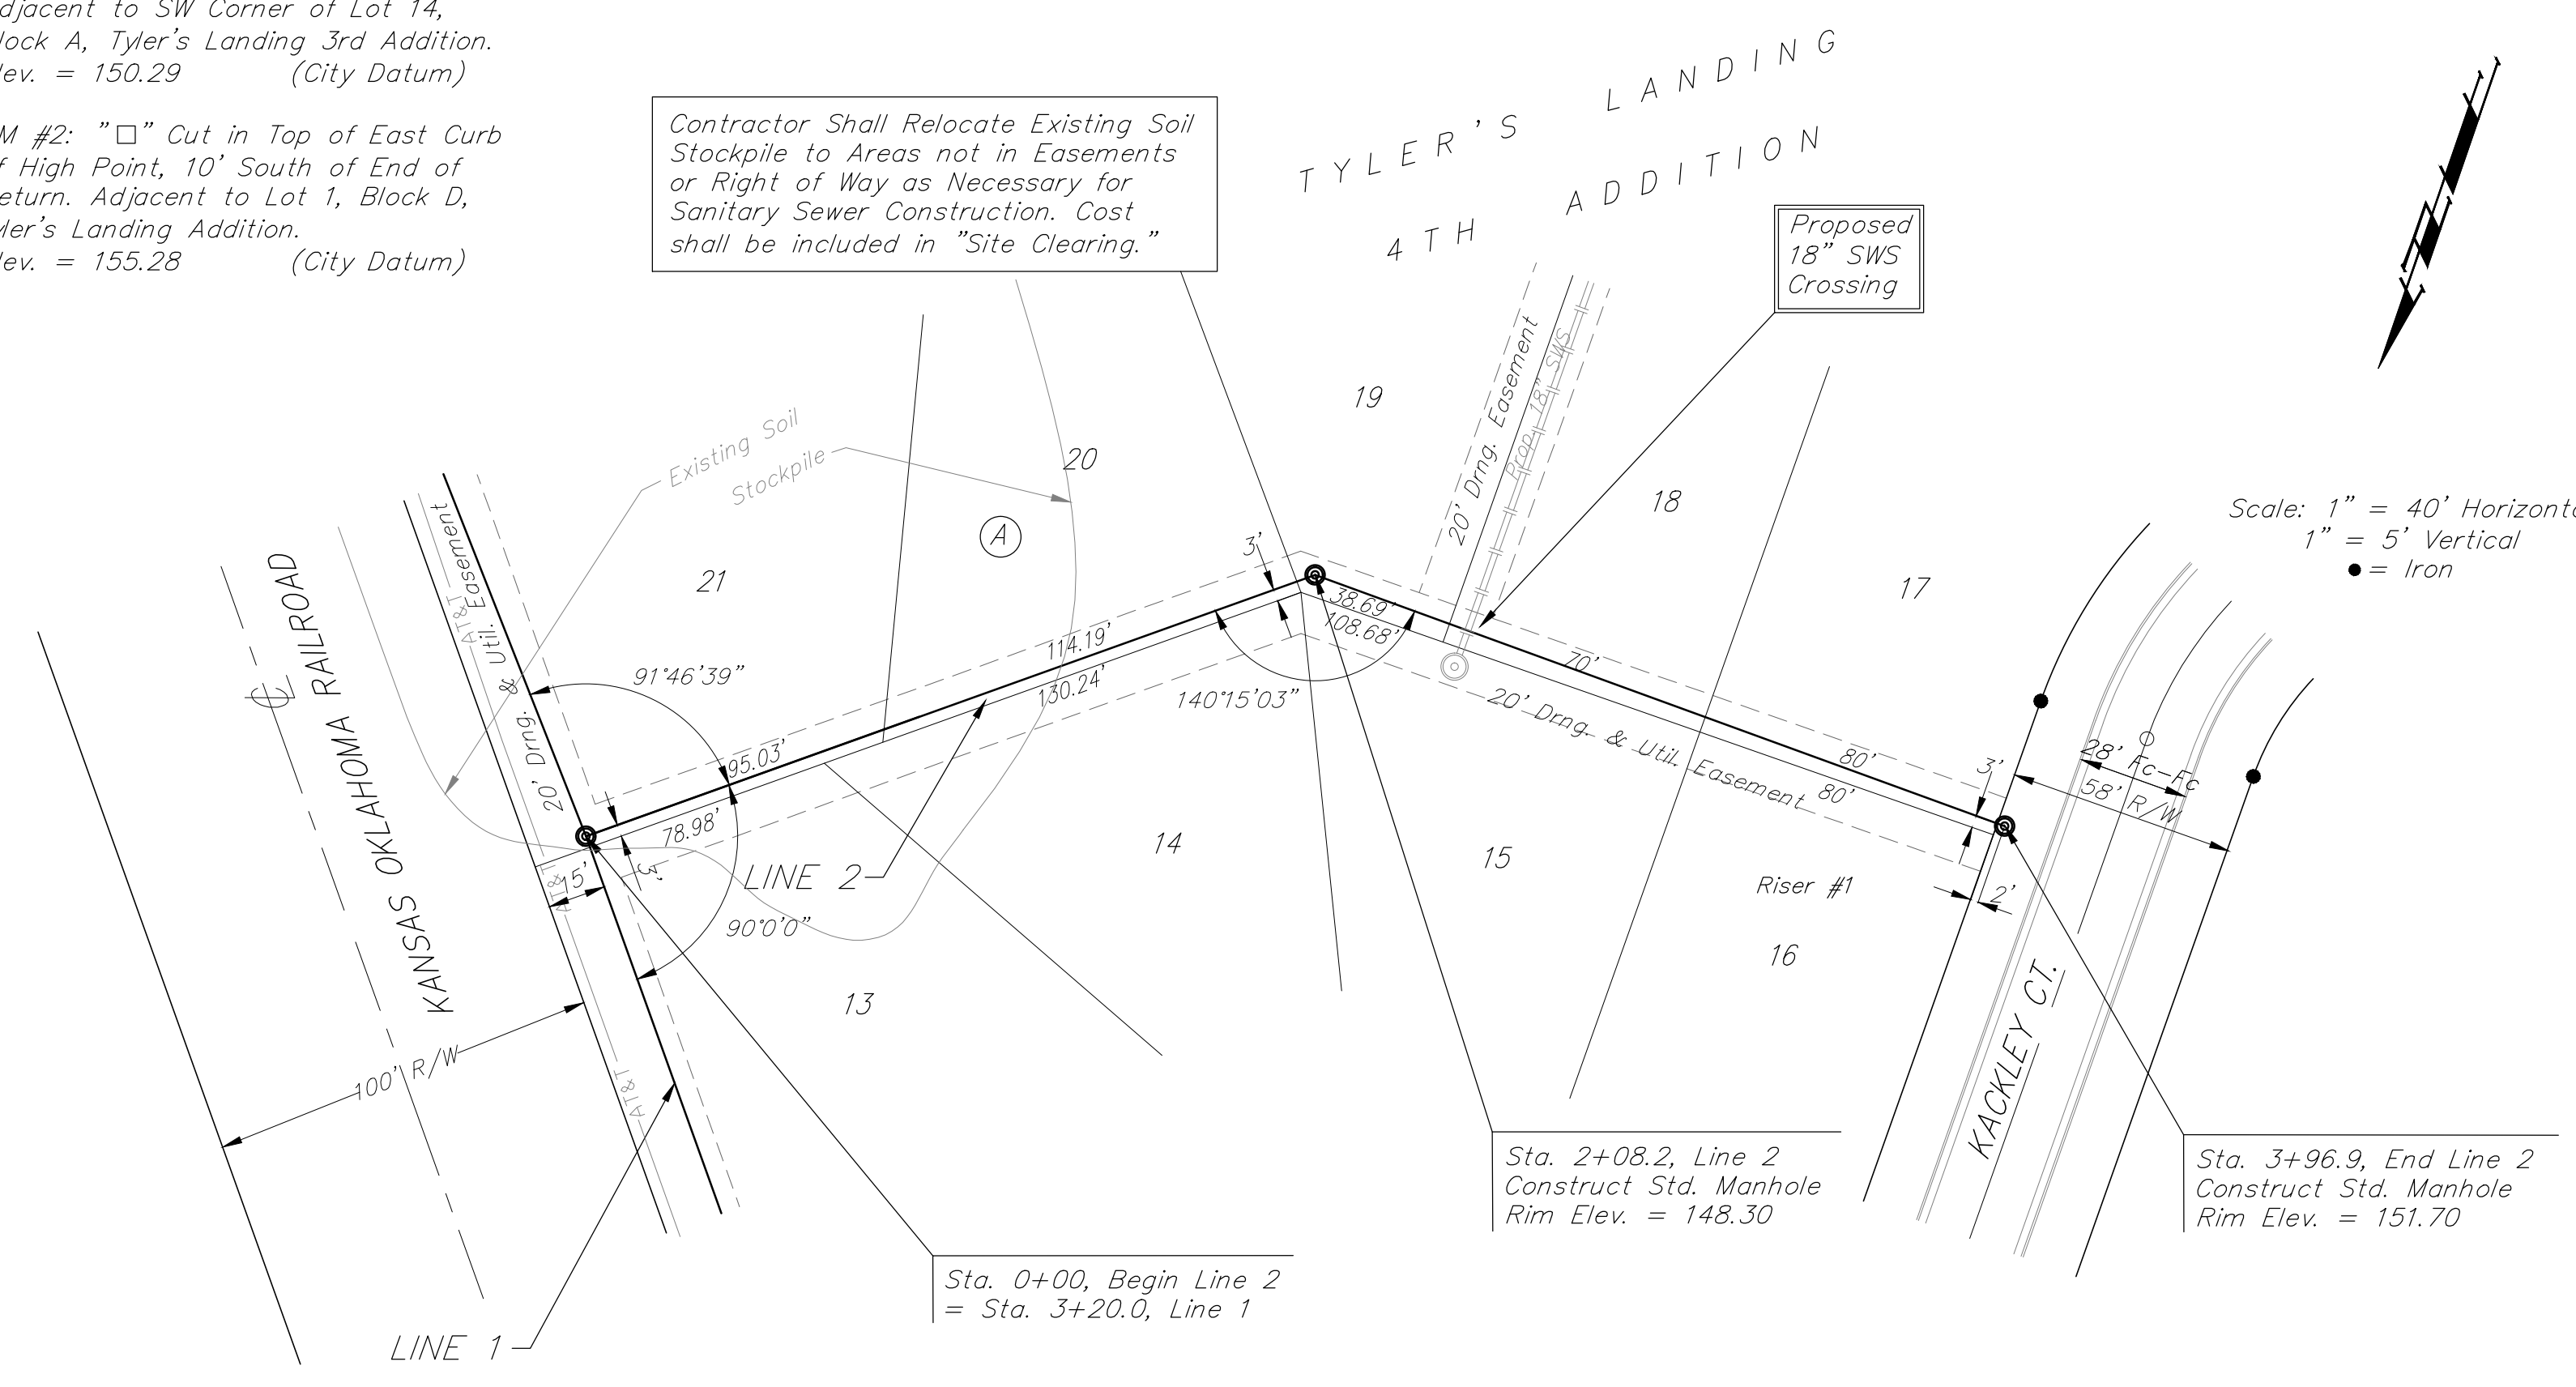 djacent to SW Corner of Lot 14,
lock A, Tyler's Landing 3rd Addition.
lev. = 150.29 (City Datum)
M #2: "□" Cut in Top of East Curb
f High Point, 10' South of End of
eturn. Adjacent to Lot 1, Block D,
yler's Landing Addition.
lev. = 155.28 (City Datum)
Contractor Shall Relocate Existing Soil
Stockpile to Areas not in Easements
or Right of Way as Necessary for
Sanitary Sewer Construction. Cost
shall be included in "Site Clearing."
TYLER'S LANDING
4TH ADDITION
Proposed
18" SWS
Crossing
Scale: 1" = 40' Horizonta
1" = 5' Vertical
● = Iron
Existing Soil
Stockpile
19
20
21
A
18
17
20' Drng. Easement
Prop. 18" SWS
3'
38.69'
108.68'
114.19'
130.24'
140°15'03"
91°46'39"
95.03'
78.98'
90°0'0"
70'
80'
80'
20' Drng. & Util. Easement
20' Drng. & Util. Easement
AT&T
AT&T
AT&T
15'
3'
3'
2'
28' Fc-Fc
58' R/W
KANSAS OKLAHOMA RAILROAD
℄
100' R/W
LINE 2
LINE 1
13
14
15
16
Riser #1
KACKLEY CT.
Sta. 2+08.2, Line 2
Construct Std. Manhole
Rim Elev. = 148.30
Sta. 3+96.9, End Line 2
Construct Std. Manhole
Rim Elev. = 151.70
Sta. 0+00, Begin Line 2
= Sta. 3+20.0, Line 1